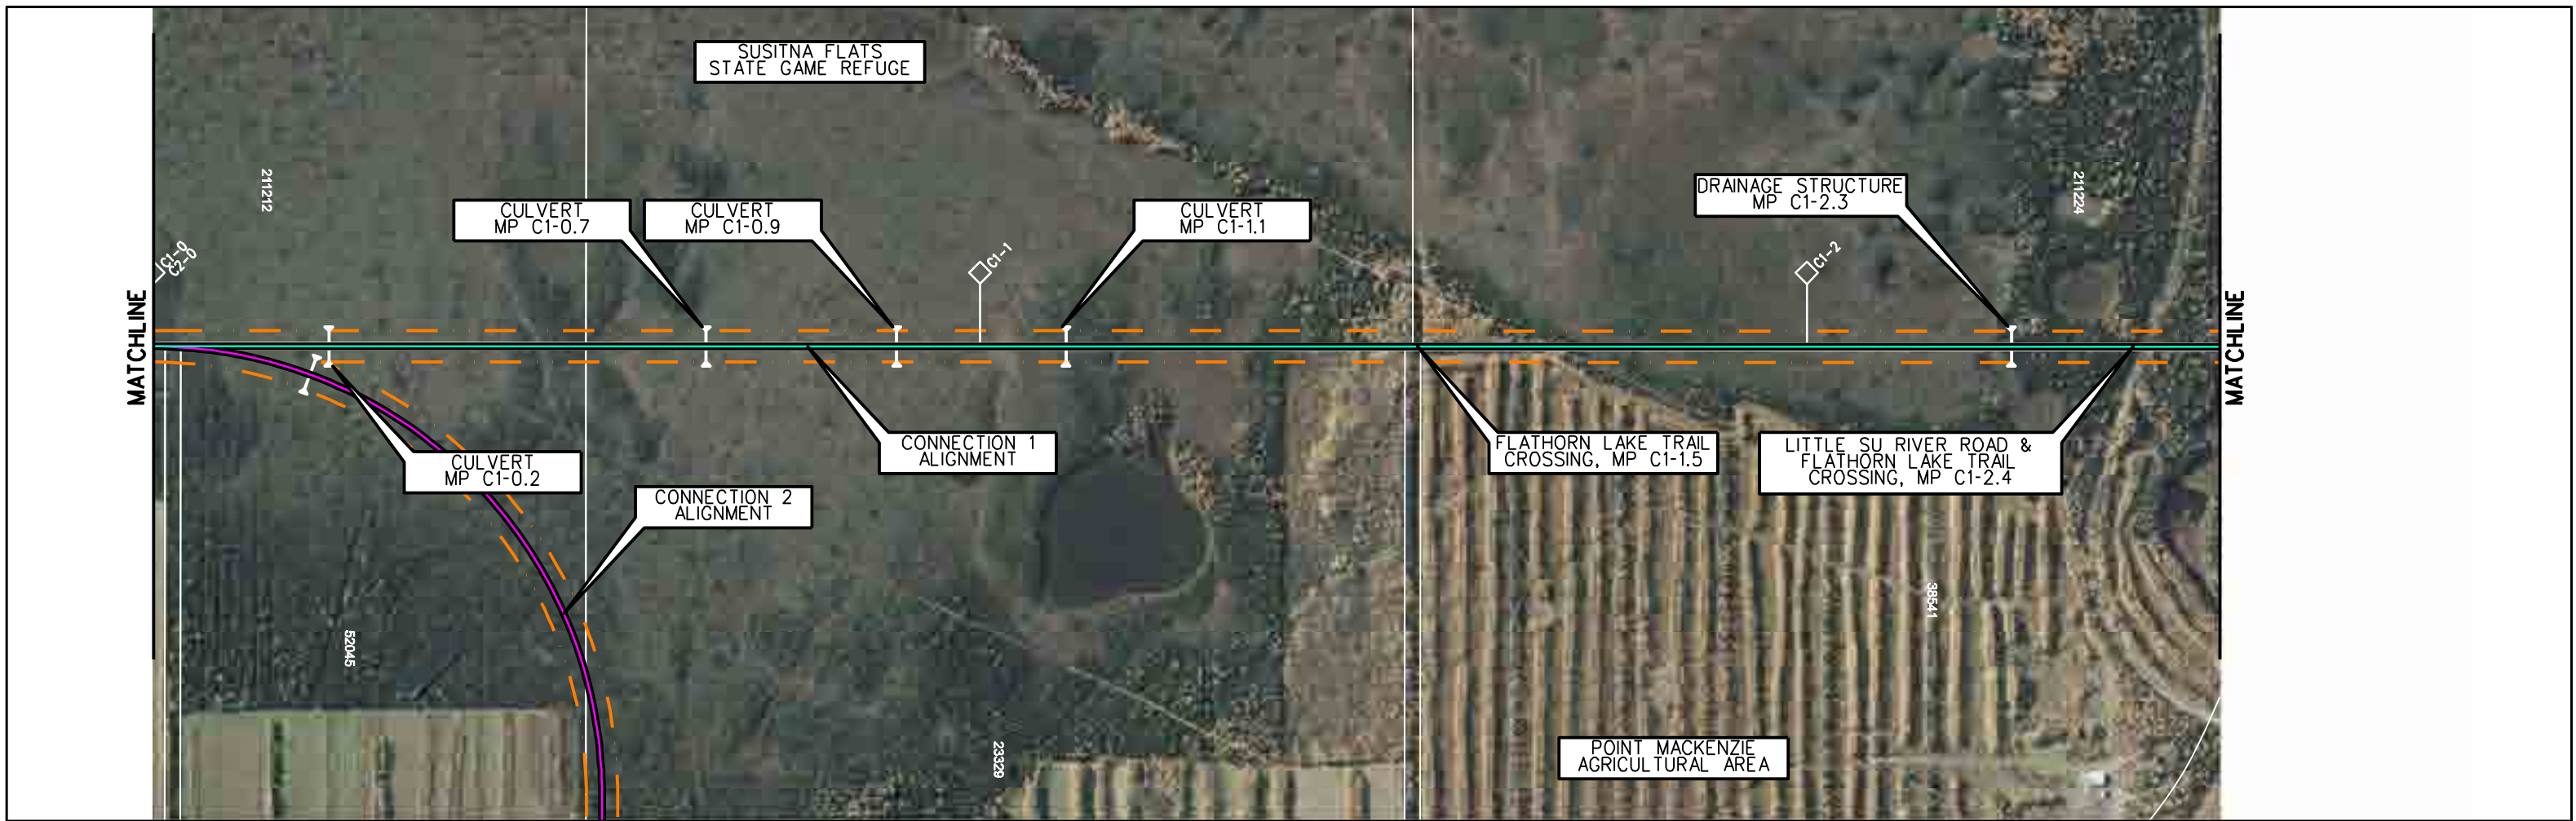 SUSITNA FLATS
STATE GAME REFUGE
211212
CULVERT
MP C1-0.7
CULVERT
MP C1-0.9
CULVERT
MP C1-1.1
DRAINAGE STRUCTURE
MP C1-2.3
211224
C1-0
C2-0
C1-1
C1-2
MATCHLINE
MATCHLINE
CULVERT
MP C1-0.2
CONNECTION 1
ALIGNMENT
FLATHORN LAKE TRAIL
CROSSING, MP C1-1.5
LITTLE SU RIVER ROAD &
FLATHORN LAKE TRAIL
CROSSING, MP C1-2.4
CONNECTION 2
ALIGNMENT
52045
38541
23329
POINT MACKENZIE
AGRICULTURAL AREA